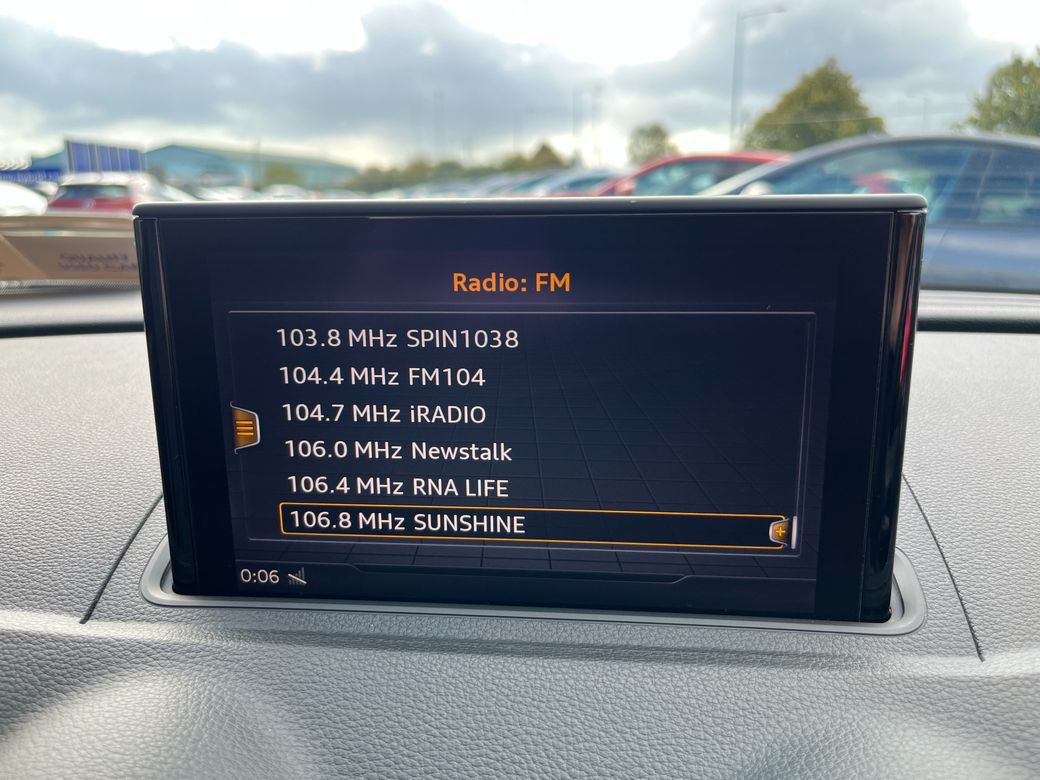 Radio: FM
103.8 MHz SPIN1038
104.4 MHz FM104
104.7 MHz iRADIO
106.0 MHz Newstalk
106.4 MHz RNA LIFE
106.8 MHz SUNSHINE
0:06